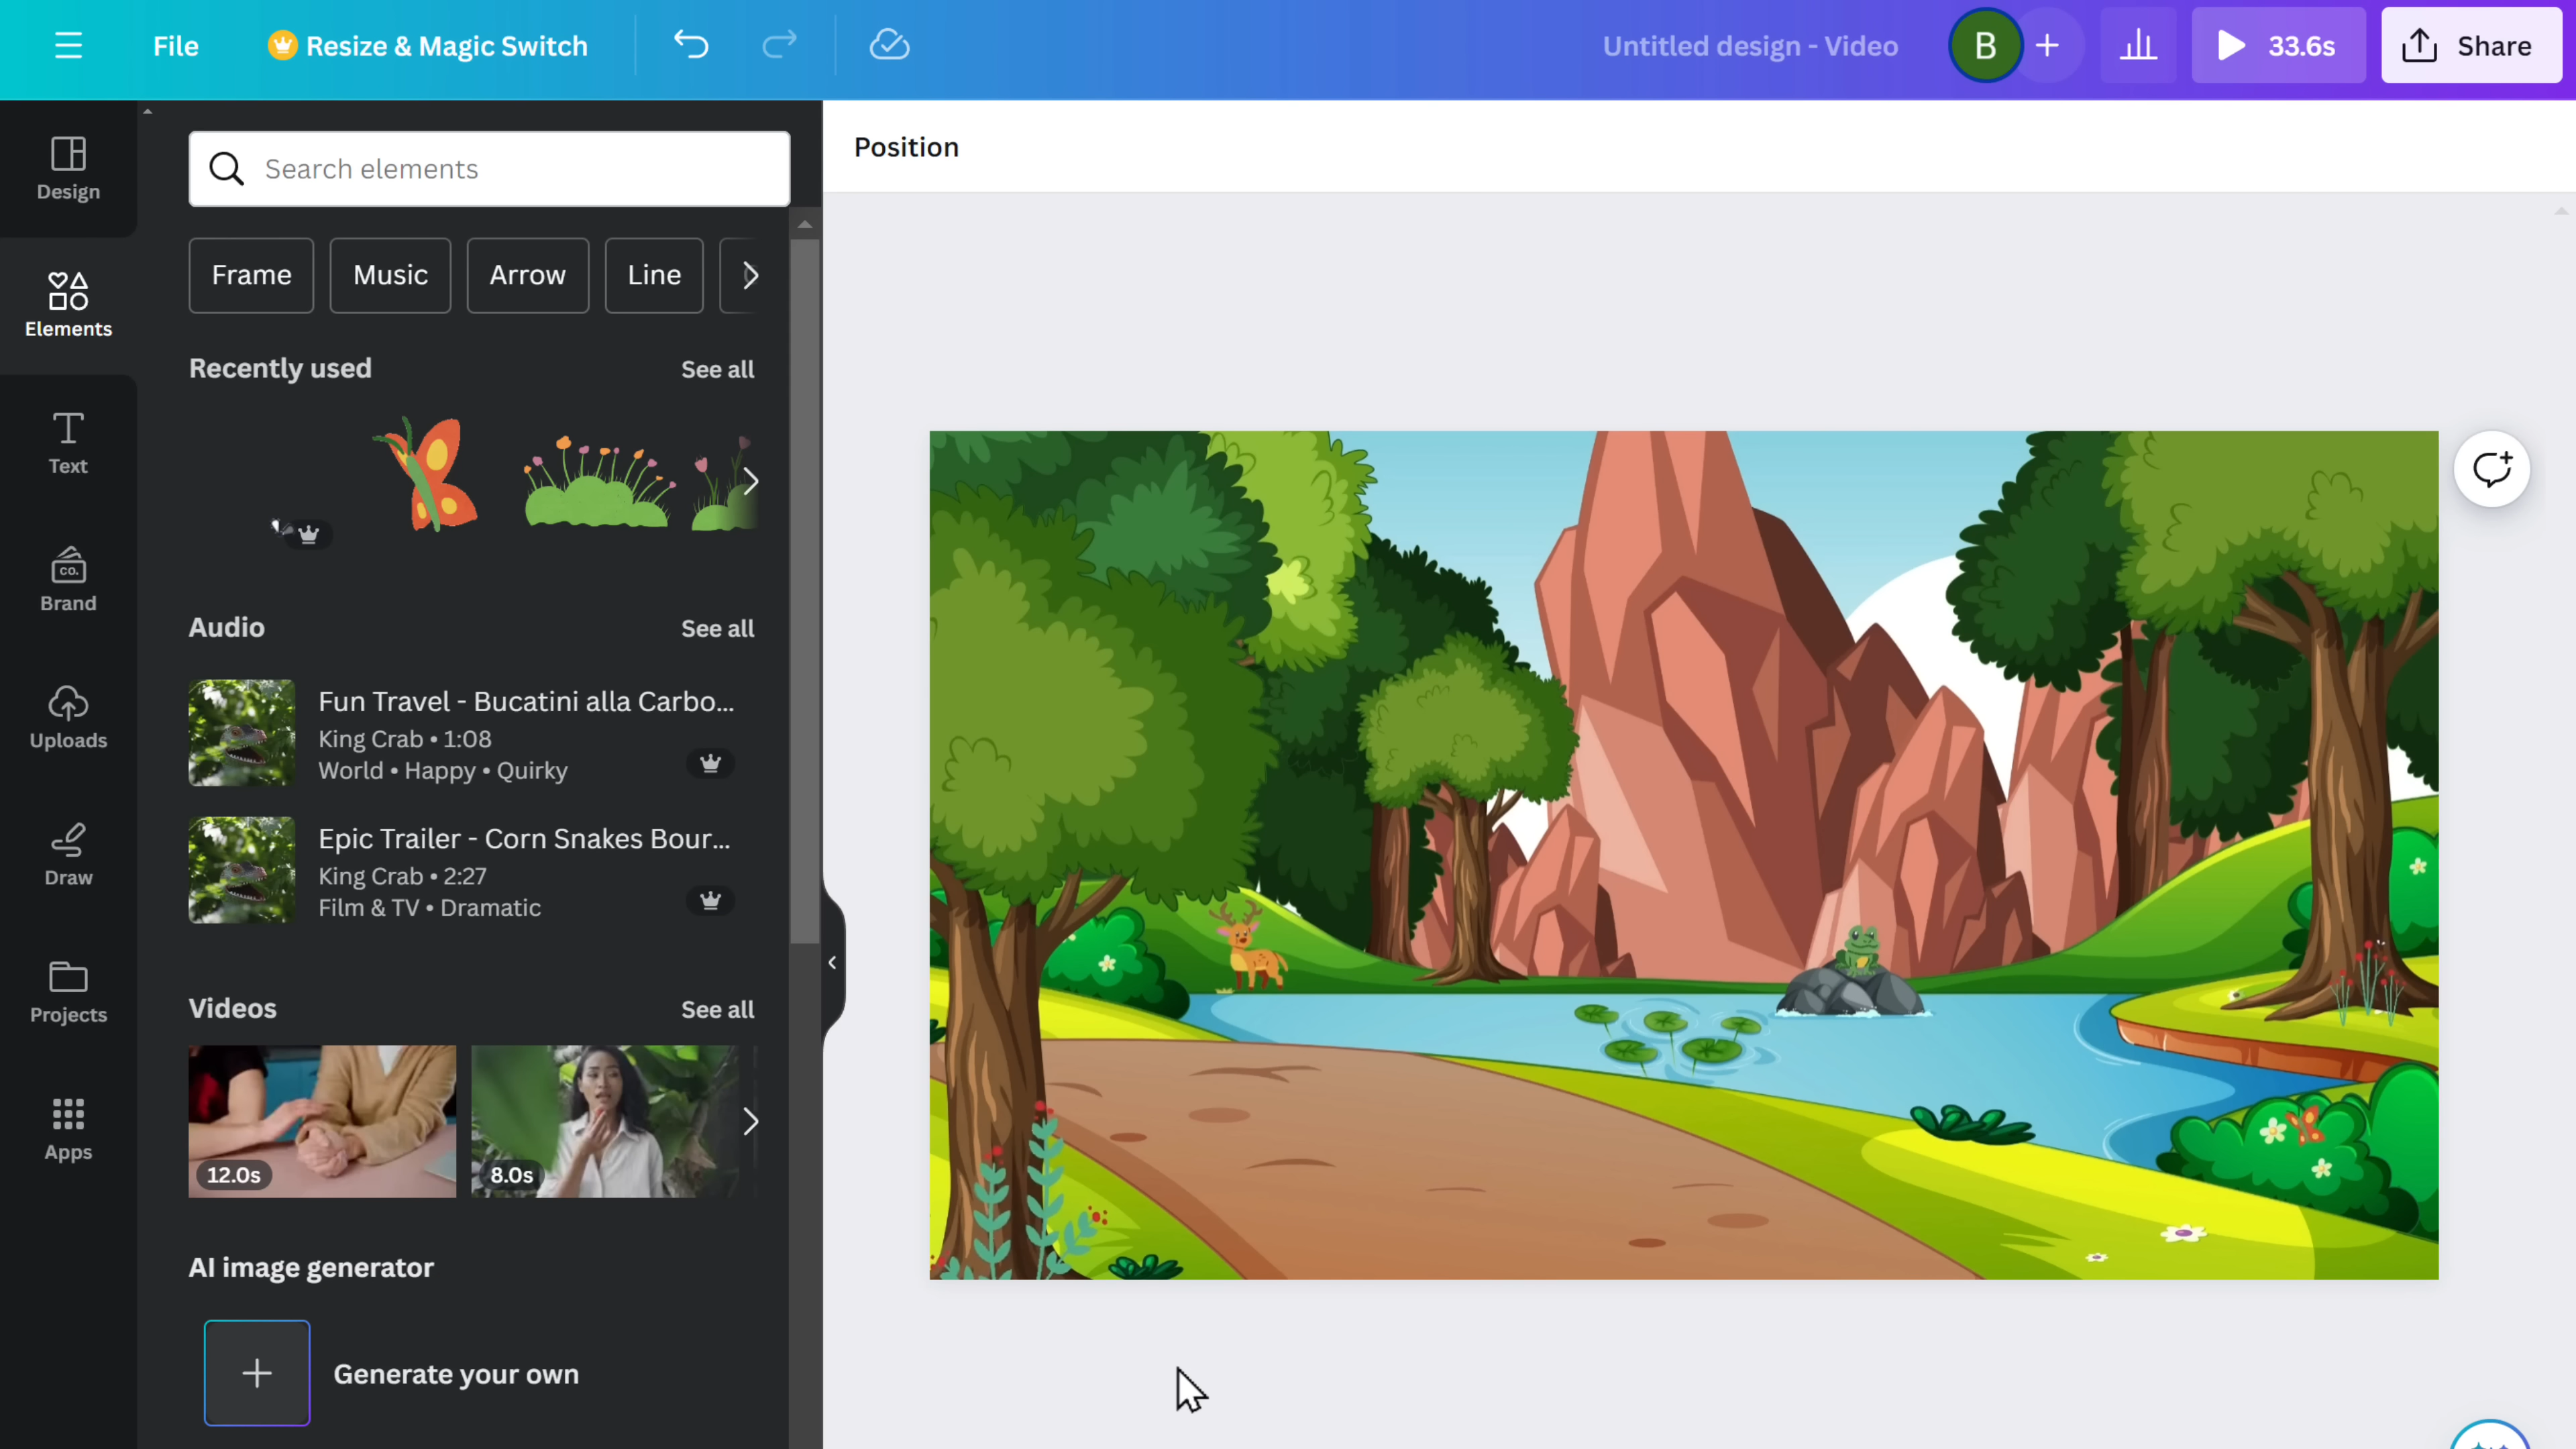 File
Resize & Magic Switch
Untitled design - Video
B
33.6s
Share
Design
Elements
Text
CO.
Brand
Uploads
Draw
Projects
Apps
Search elements
Frame
Music
Arrow
Line
Recently used
See all
Audio
See all
Fun Travel - Bucatini alla Carbo...
King Crab • 1:08
World • Happy • Quirky
Epic Trailer - Corn Snakes Bour...
King Crab • 2:27
Film & TV • Dramatic
Videos
See all
12.0s
8.0s
AI image generator
Generate your own
Position